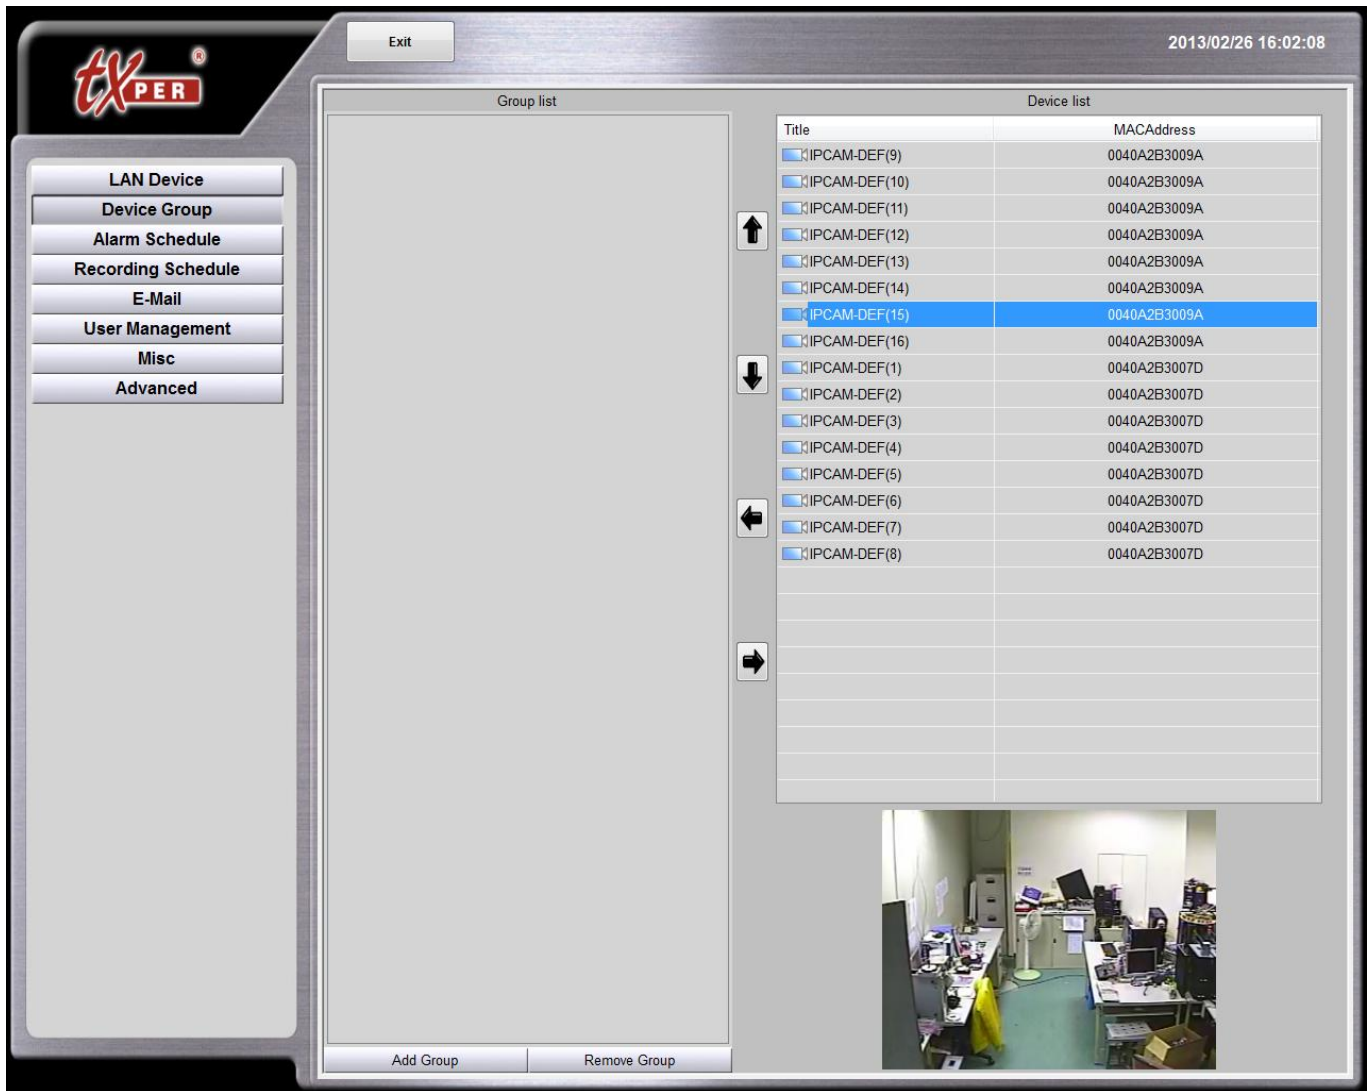 tXPER ®
Exit
2013/02/26 16:02:08
LAN Device
Device Group
Alarm Schedule
Recording Schedule
E-Mail
User Management
Misc
Advanced
Group list
Add Group Remove Group
Device list
Title MACAddress
IPCAM-DEF(9) 0040A2B3009A
IPCAM-DEF(10) 0040A2B3009A
IPCAM-DEF(11) 0040A2B3009A
IPCAM-DEF(12) 0040A2B3009A
IPCAM-DEF(13) 0040A2B3009A
IPCAM-DEF(14) 0040A2B3009A
IPCAM-DEF(15) 0040A2B3009A
IPCAM-DEF(16) 0040A2B3009A
IPCAM-DEF(1) 0040A2B3007D
IPCAM-DEF(2) 0040A2B3007D
IPCAM-DEF(3) 0040A2B3007D
IPCAM-DEF(4) 0040A2B3007D
IPCAM-DEF(5) 0040A2B3007D
IPCAM-DEF(6) 0040A2B3007D
IPCAM-DEF(7) 0040A2B3007D
IPCAM-DEF(8) 0040A2B3007D